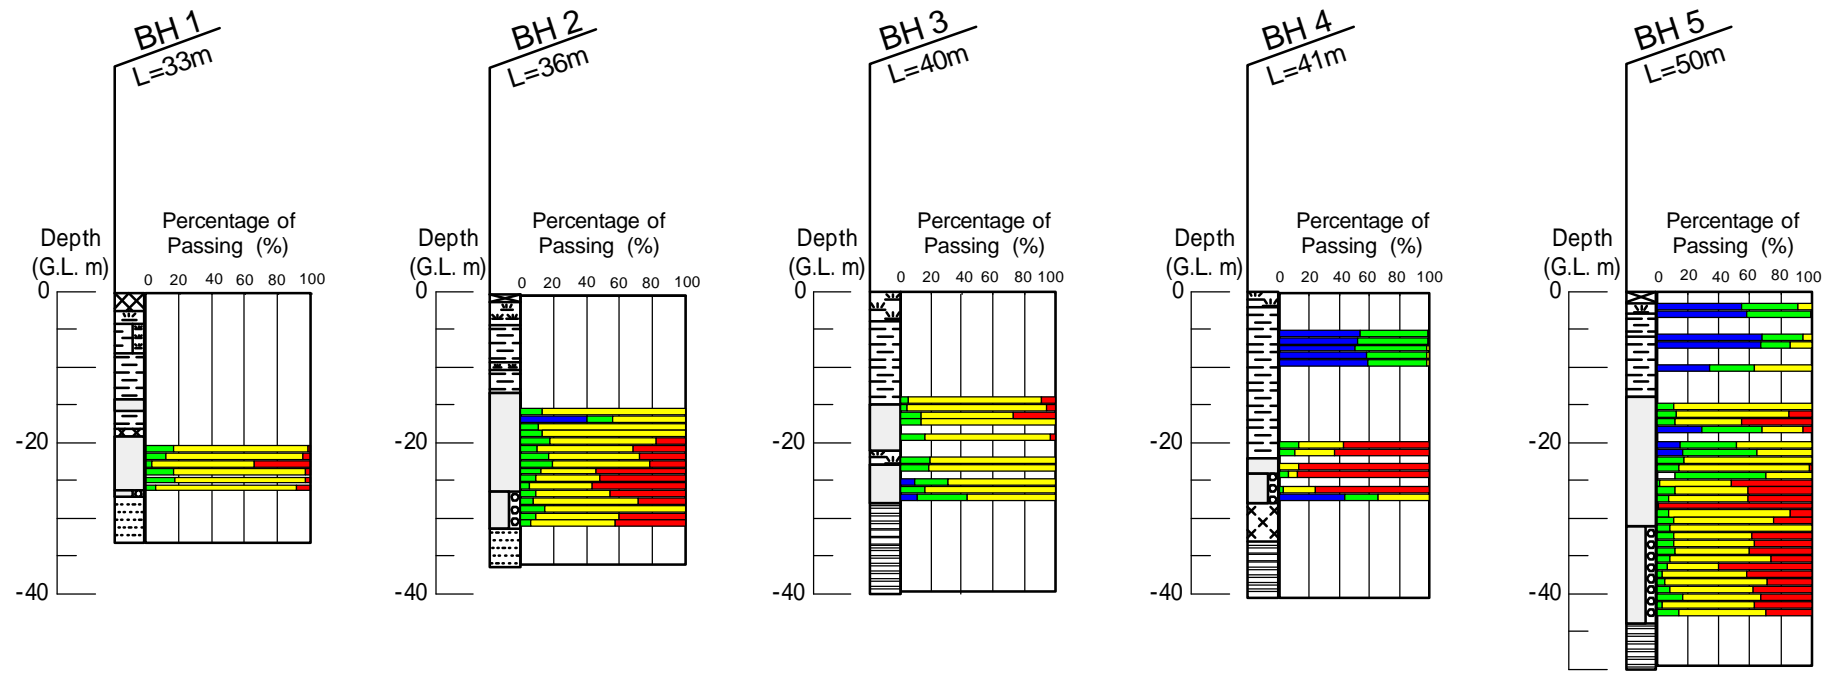 BH 1
L=33m
Depth
(G.L. m)
Percentage of
Passing (%)
0 20 40 60 80 100
0
-20
-40
BH 2
L=36m
Depth
(G.L. m)
Percentage of
Passing (%)
0 20 40 60 80 100
0
-20
-40
BH 3
L=40m
Depth
(G.L. m)
Percentage of
Passing (%)
0 20 40 60 80 100
0
-20
-40
BH 4
L=41m
Depth
(G.L. m)
Percentage of
Passing (%)
0 20 40 60 80 100
0
-20
-40
BH 5
L=50m
Depth
(G.L. m)
Percentage of
Passing (%)
0 20 40 60 80 100
0
-20
-40